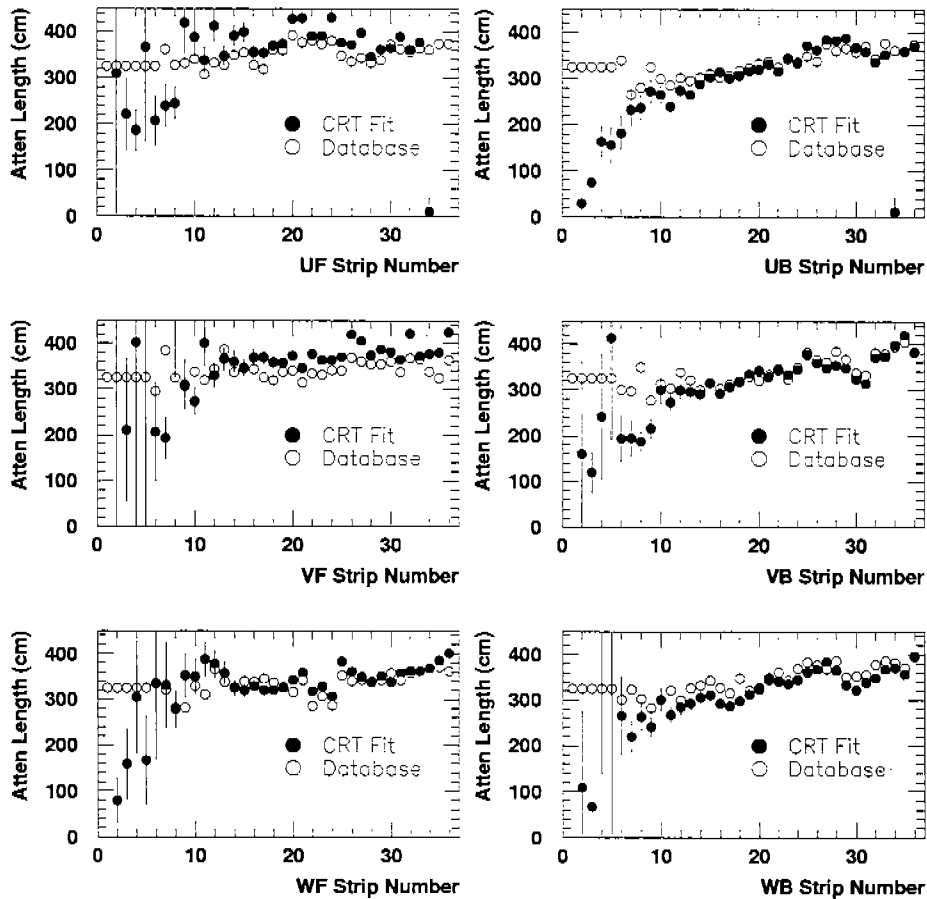 Atten Length (cm)
400
300
200
100
0
CRT Fit
Database
0 10 20 30
UF Strip Number
Atten Length (cm)
400
300
200
100
0
CRT Fit
Database
0 10 20 30
UB Strip Number
Atten Length (cm)
400
300
200
100
0
CRT Fit
Database
0 10 20 30
VF Strip Number
Atten Length (cm)
400
300
200
100
0
CRT Fit
Database
0 10 20 30
VB Strip Number
Atten Length (cm)
400
300
200
100
0
CRT Fit
Database
0 10 20 30
WF Strip Number
Atten Length (cm)
400
300
200
100
0
CRT Fit
Database
0 10 20 30
WB Strip Number